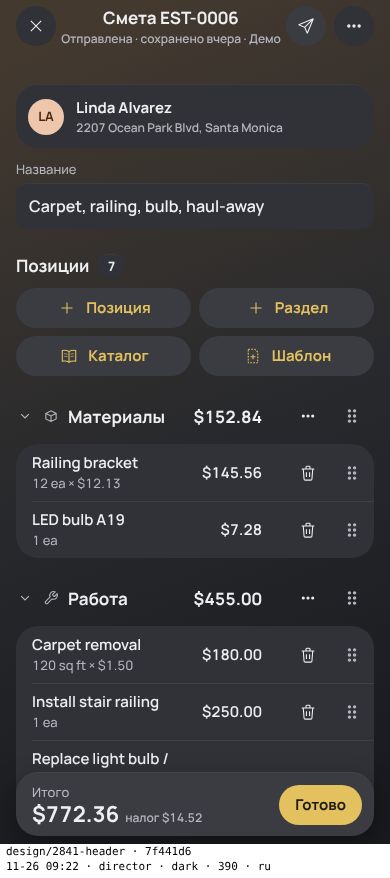 Смета EST-0006
Отправлена · сохранено вчера · Демо
LA
Linda Alvarez
2207 Ocean Park Blvd, Santa Monica
Название
Carpet, railing, bulb, haul-away
Позиции 7
+ Позиция
+ Раздел
Каталог
Шаблон
Материалы $152.84
Railing bracket
12 ea × $12.13
$145.56
LED bulb A19
1 ea
$7.28
Работа $455.00
Carpet removal
120 sq ft × $1.50
$180.00
Install stair railing
1 ea
$250.00
Replace light bulb /
Итого
$772.36 налог $14.52
Готово
design/2841-header · 7f441d6
11-26 09:22 · director · dark · 390 · ru